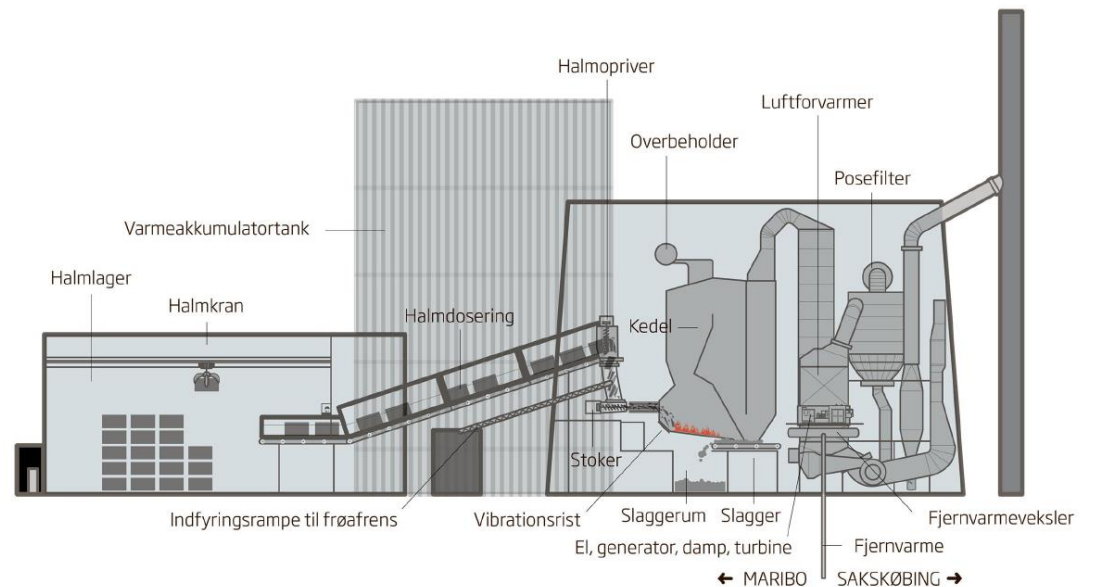 Halmopriver
Luftforvarmer
Overbeholder
Posefilter
Varmeakkumulatortank
Halmlager
Halmkran
Halmdosering
Kedel
Stoker
Indfyringsrampe til frøafrens
Vibrationsrist
Slaggerum
Slagger
Fjernvarmeveksler
El, generator, damp, turbine
Fjernvarme
← MARIBO SAKSKØBING →